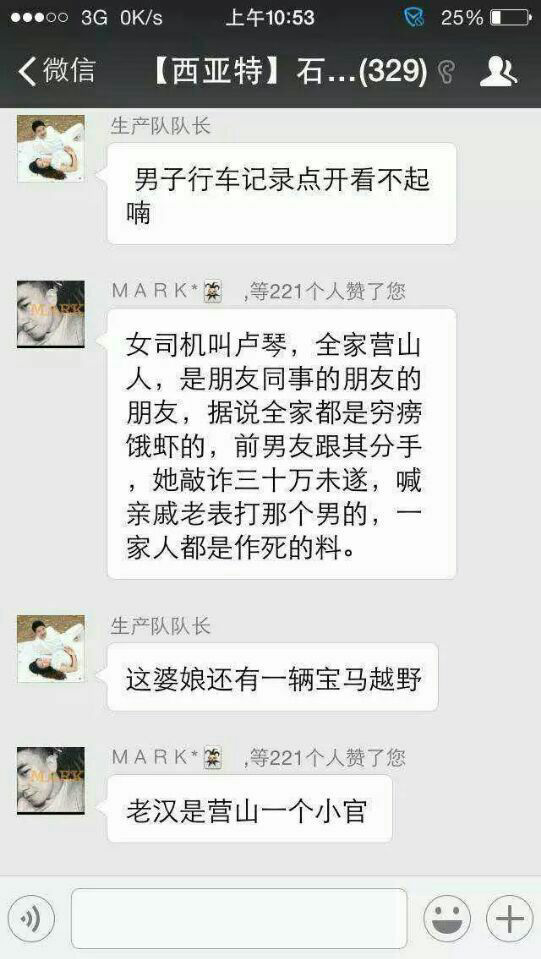 3G 0K/s 上午10:53 25%
微信 【西亚特】石...(329)
生产队队长
男子行车记录点开看不起
喃
MARK* ,等221个人赞了您
女司机叫卢琴，全家营山
人，是朋友同事的朋友的
朋友，据说全家都是穷痨
饿虾的，前男友跟其分手
，她敲诈三十万未遂，喊
亲戚老表打那个男的，一
家人都是作死的料。
生产队队长
这婆娘还有一辆宝马越野
MARK* ,等221个人赞了您
老汉是营山一个小官
MARK
MARK